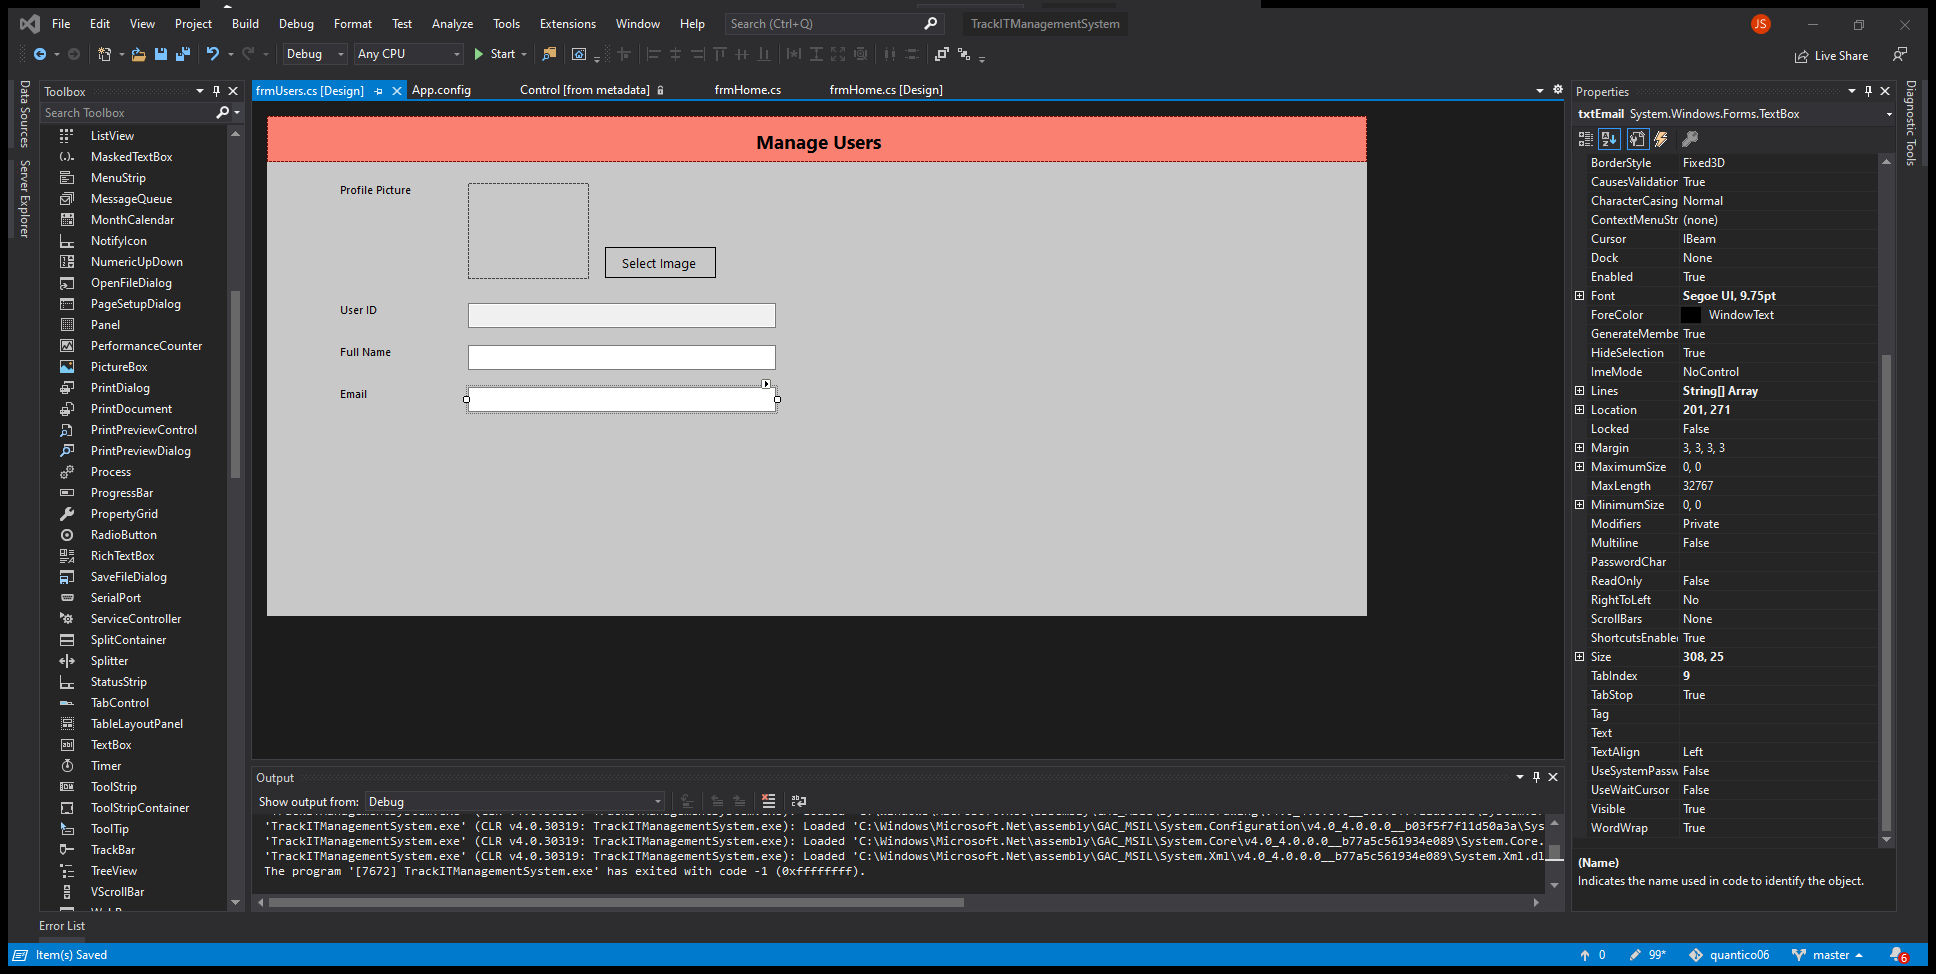 File Edit View Project Build Debug Format Test Analyze Tools Extensions Window Help Search (Ctrl+Q) TrackITManagementSystem JS
Debug Any CPU Start Live Share
Data Sources
Server Explorer
Toolbox
Search Toolbox
ListView
MaskedTextBox
MenuStrip
MessageQueue
MonthCalendar
NotifyIcon
NumericUpDown
OpenFileDialog
PageSetupDialog
Panel
PerformanceCounter
PictureBox
PrintDialog
PrintDocument
PrintPreviewControl
PrintPreviewDialog
Process
ProgressBar
PropertyGrid
RadioButton
RichTextBox
SaveFileDialog
SerialPort
ServiceController
SplitContainer
Splitter
StatusStrip
TabControl
TableLayoutPanel
TextBox
Timer
ToolStrip
ToolStripContainer
ToolTip
TrackBar
TreeView
VScrollBar
frmUsers.cs [Design] App.config Control [from metadata] frmHome.cs frmHome.cs [Design]
Manage Users
Profile Picture
Select Image
User ID
Full Name
Email
Output
Show output from: Debug
'TrackITManagementSystem.exe' (CLR v4.0.30319: TrackITManagementSystem.exe): Loaded 'C:\Windows\Microsoft.Net\assembly\GAC_MSIL\System.Configuration\v4.0_4.0.0.0__b03f5f7f11d50a3a\Sys
'TrackITManagementSystem.exe' (CLR v4.0.30319: TrackITManagementSystem.exe): Loaded 'C:\Windows\Microsoft.Net\assembly\GAC_MSIL\System.Core\v4.0_4.0.0.0__b77a5c561934e089\System.Core.
'TrackITManagementSystem.exe' (CLR v4.0.30319: TrackITManagementSystem.exe): Loaded 'C:\Windows\Microsoft.Net\assembly\GAC_MSIL\System.Xml\v4.0_4.0.0.0__b77a5c561934e089\System.Xml.dl
The program '[7672] TrackITManagementSystem.exe' has exited with code -1 (0xffffffff).
Properties
txtEmail System.Windows.Forms.TextBox
BorderStyle Fixed3D
CausesValidation True
CharacterCasing Normal
ContextMenuStr (none)
Cursor IBeam
Dock None
Enabled True
Font Segoe UI, 9.75pt
ForeColor WindowText
GenerateMembe True
HideSelection True
ImeMode NoControl
Lines String[] Array
Location 201, 271
Locked False
Margin 3, 3, 3, 3
MaximumSize 0, 0
MaxLength 32767
MinimumSize 0, 0
Modifiers Private
Multiline False
PasswordChar
ReadOnly False
RightToLeft No
ScrollBars None
ShortcutsEnable True
Size 308, 25
TabIndex 9
TabStop True
Tag
Text
TextAlign Left
UseSystemPassw False
UseWaitCursor False
Visible True
WordWrap True
(Name)
Indicates the name used in code to identify the object.
Diagnostic Tools
Error List
Item(s) Saved 0 99* quantico06 master 6